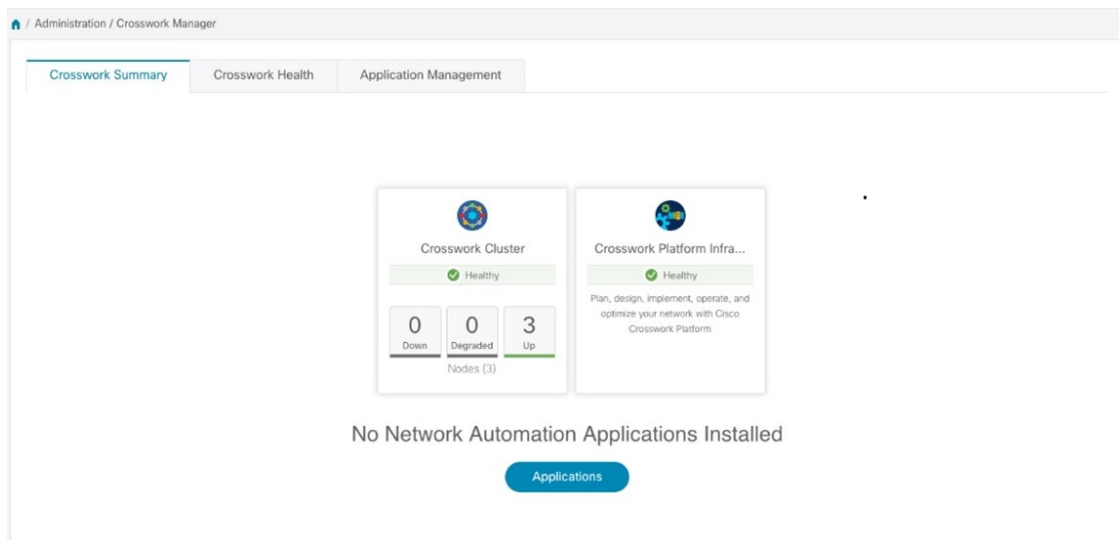 / Administration / Crosswork Manager
Crosswork Summary
Crosswork Health
Application Management
Crosswork Cluster
Healthy
0
Down
0
Degraded
3
Up
Nodes (3)
Crosswork Platform Infra...
Healthy
Plan, design, implement, operate, and
optimize your network with Cisco
Crosswork Platform
No Network Automation Applications Installed
Applications